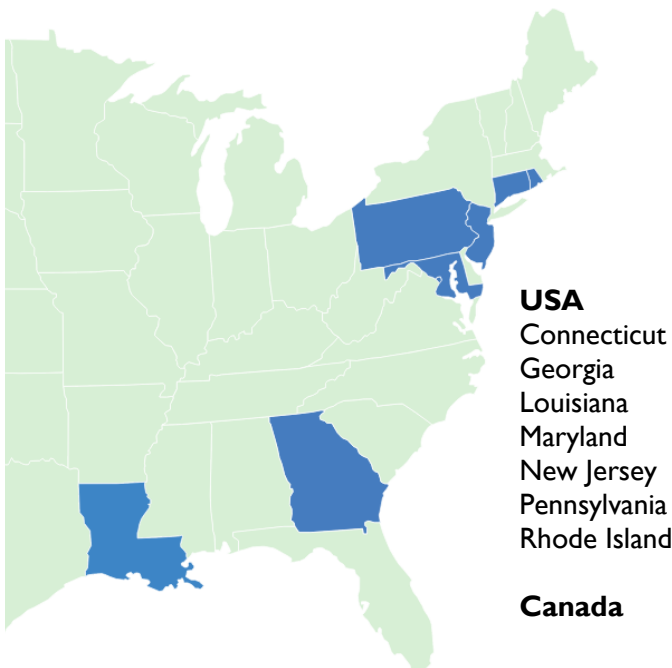 USA
Connecticut
Georgia
Louisiana
Maryland
New Jersey
Pennsylvania
Rhode Island
Canada